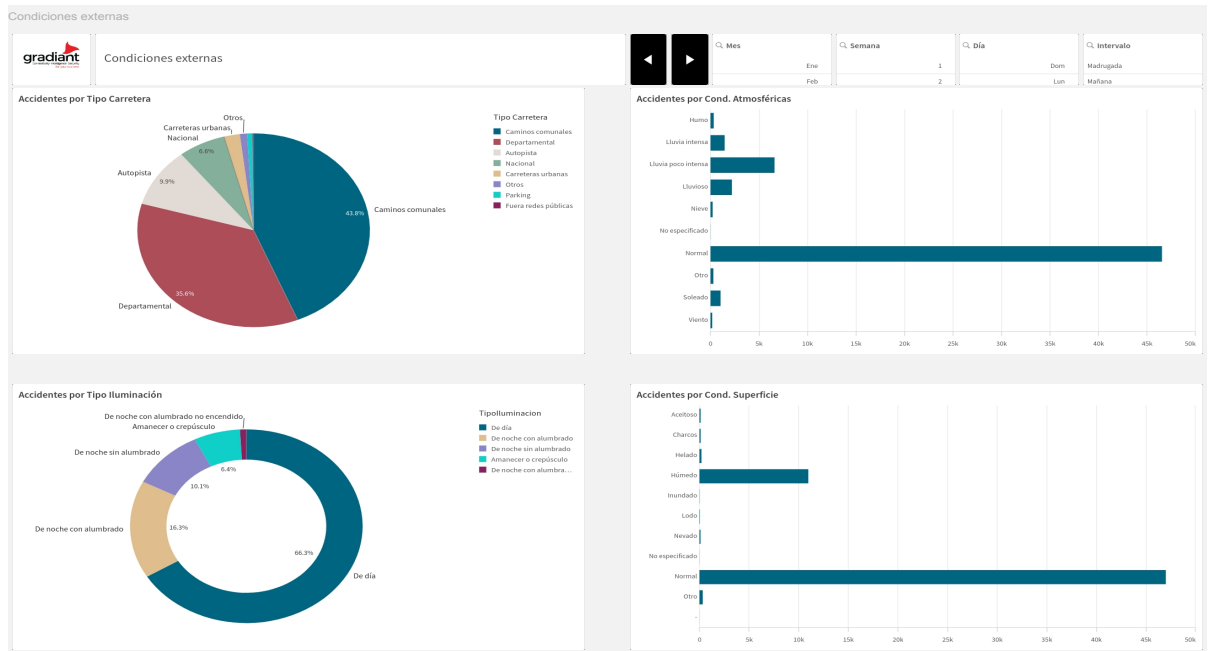 Condiciones externas
gradiant
Condiciones externas
Mes
Ene
Feb
Semana
1
2
Día
Dom
Lun
Intervalo
Madrugada
Mañana
Accidentes por Tipo Carretera
Otros
Carreteras urbanas
Nacional
6.6%
Autopista
9.9%
43.8%
Caminos comunales
35.6%
Departamental
Tipo Carretera
Caminos comunales
Departamental
Autopista
Nacional
Carreteras urbanas
Otros
Parking
Fuera redes públicas
Accidentes por Cond. Atmosféricas
Humo
Lluvia intensa
Lluvia poco intensa
Lluvioso
Nieve
No especificado
Normal
Otro
Soleado
Viento
0 5k 10k 15k 20k 25k 30k 35k 40k 45k 50k
Accidentes por Tipo Iluminación
De noche con alumbrado no encendido
Amanecer o crepúsculo
De noche sin alumbrado
6.4%
10.1%
De noche con alumbrado
16.3%
66.3%
De día
TipoIluminacion
De día
De noche con alumbrado
De noche sin alumbrado
Amanecer o crepúsculo
De noche con alumbra...
Accidentes por Cond. Superficie
Aceitoso
Charcos
Helado
Húmedo
Inundado
Lodo
Nevado
No especificado
Normal
Otro
-
0 5k 10k 15k 20k 25k 30k 35k 40k 45k 50k